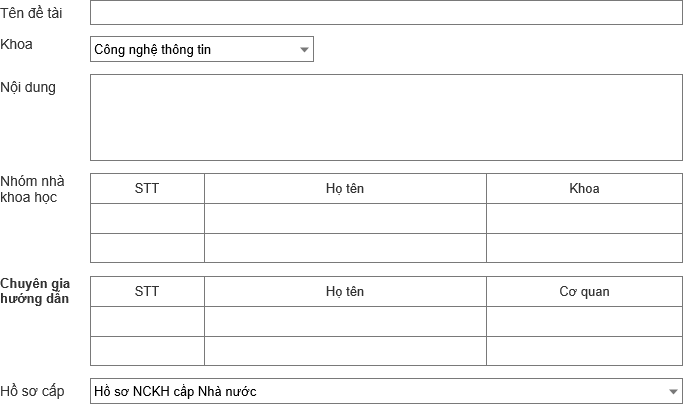 Tên đề tài
Khoa
Công nghệ thông tin
Nội dung
Nhóm nhà
khoa học
STT Họ tên Khoa
Chuyên gia
hướng dẫn
STT Họ tên Cơ quan
Hồ sơ cấp
Hồ sơ NCKH cấp Nhà nước